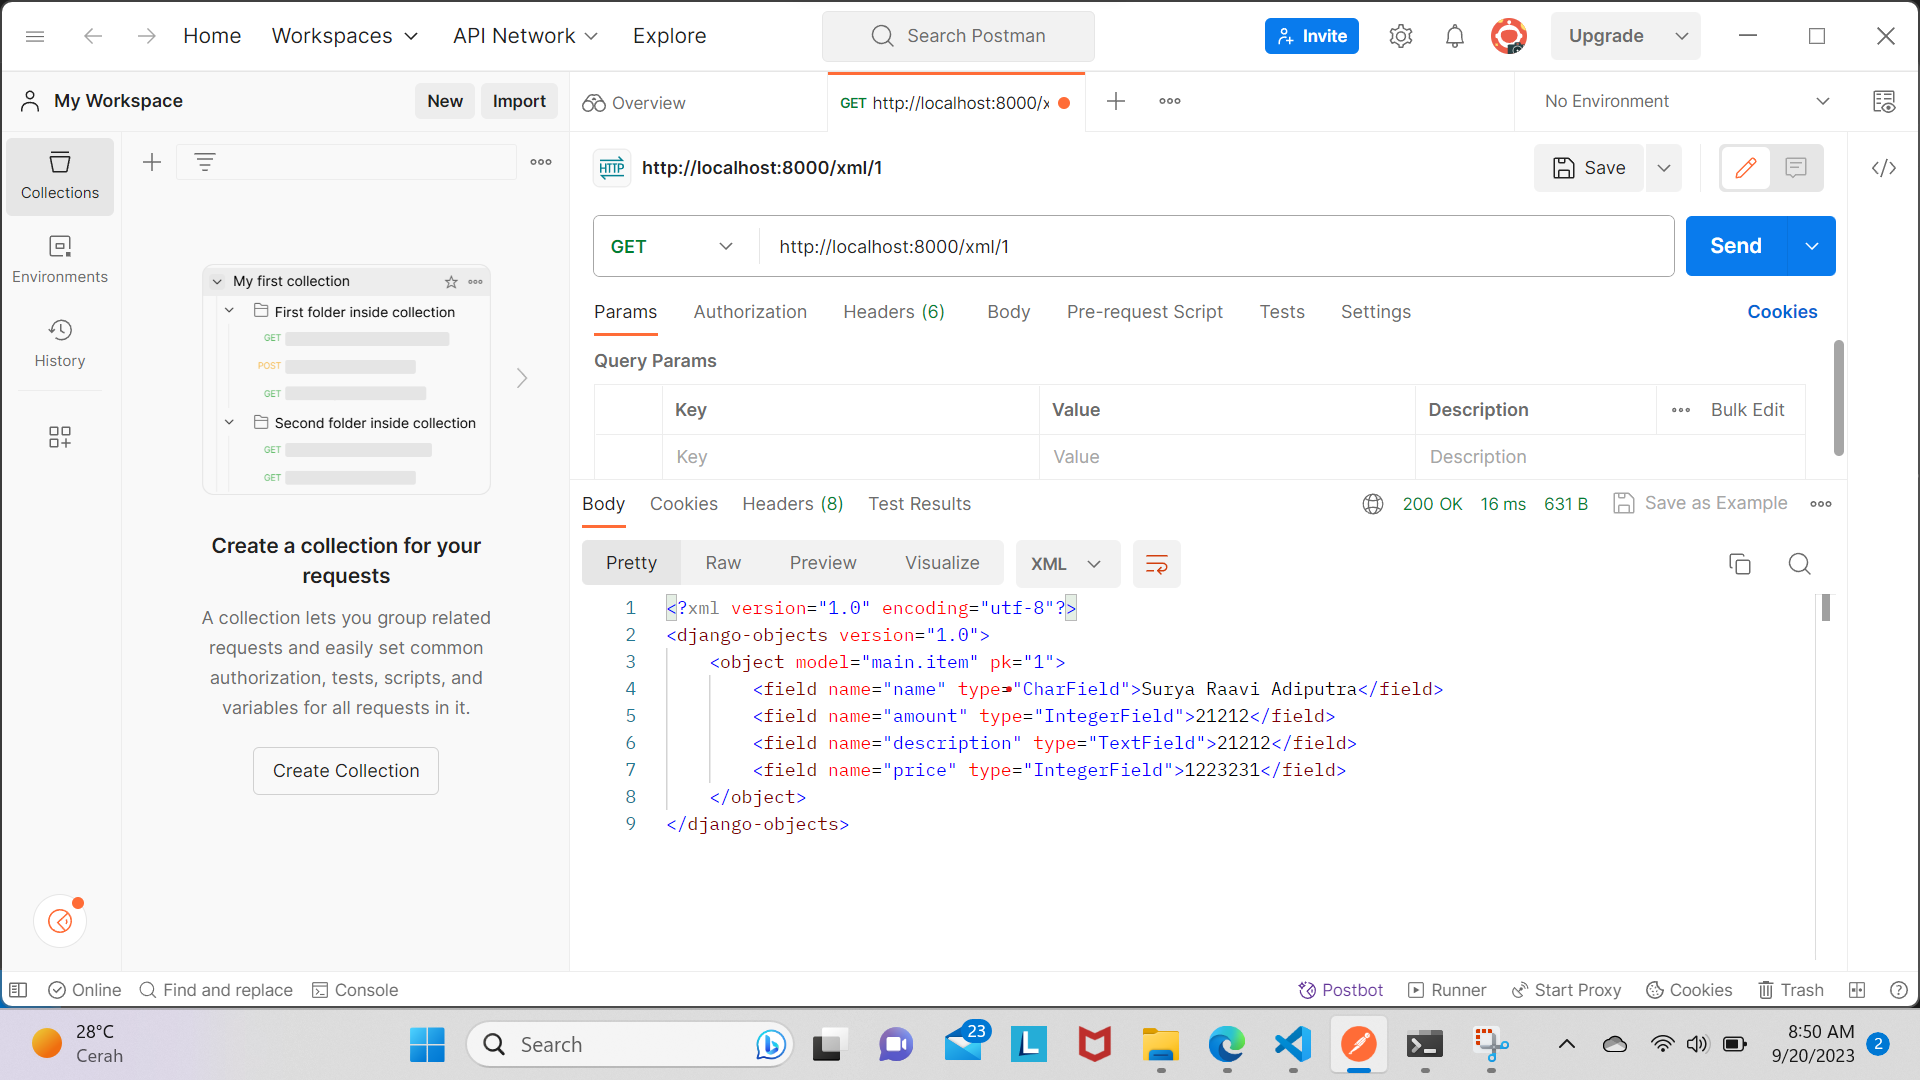 Home Workspaces API Network Explore Search Postman Invite Upgrade
My Workspace New Import Overview GET http://localhost:8000/x No Environment
Collections
Environments
History
My first collection
First folder inside collection
GET
POST
GET
Second folder inside collection
GET
GET
Create a collection for your
requests
A collection lets you group related
requests and easily set common
authorization, tests, scripts, and
variables for all requests in it.
Create Collection
HTTP http://localhost:8000/xml/1 Save
GET http://localhost:8000/xml/1 Send
Params Authorization Headers (6) Body Pre-request Script Tests Settings Cookies
Query Params
Key Value Description Bulk Edit
Key Value Description
Body Cookies Headers (8) Test Results 200 OK 16 ms 631 B Save as Example
Pretty Raw Preview Visualize XML
1 <?xml version="1.0" encoding="utf-8"?>
2 <django-objects version="1.0">
3 <object model="main.item" pk="1">
4 <field name="name" type="CharField">Surya Raavi Adiputra</field>
5 <field name="amount" type="IntegerField">21212</field>
6 <field name="description" type="TextField">21212</field>
7 <field name="price" type="IntegerField">1223231</field>
8 </object>
9 </django-objects>
Online Find and replace Console Postbot Runner Start Proxy Cookies Trash
28°C
Cerah
Search
23
L
8:50 AM
9/20/2023
2